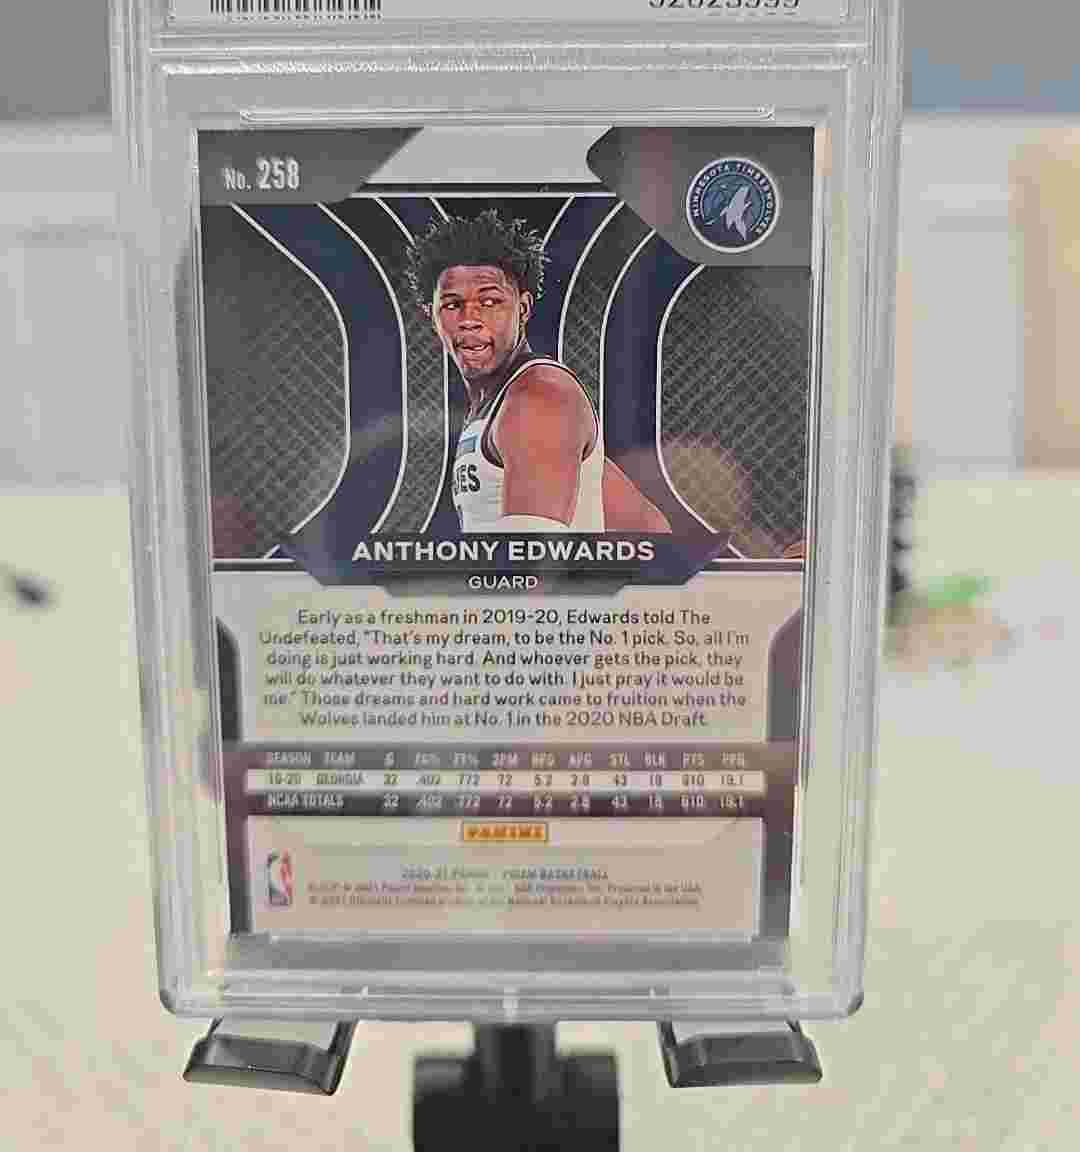 No. 258
MINNESOTA TIMBERWOLVES
ES
ANTHONY EDWARDS
GUARD
Early as a freshman in 2019-20, Edwards told The
Undefeated, "That's my dream, to be the No. 1 pick. So, all I'm
doing is just working hard. And whoever gets the pick, they
will do whatever they want to do with. I just pray it would be
me." Those dreams and hard work came to fruition when the
Wolves landed him at No. 1 in the 2020 NBA Draft.
SEASON TEAM G FG% FT% 3PM RPG APG STL BLK PTS PPG
19-20 GEORGIA 32 .402 .772 72 5.2 2.8 43 18 610 19.1
NCAA TOTALS 32 .402 .772 72 5.2 2.8 43 18 610 19.1
PANINI
2020-21 PANINI - PRIZM BASKETBALL